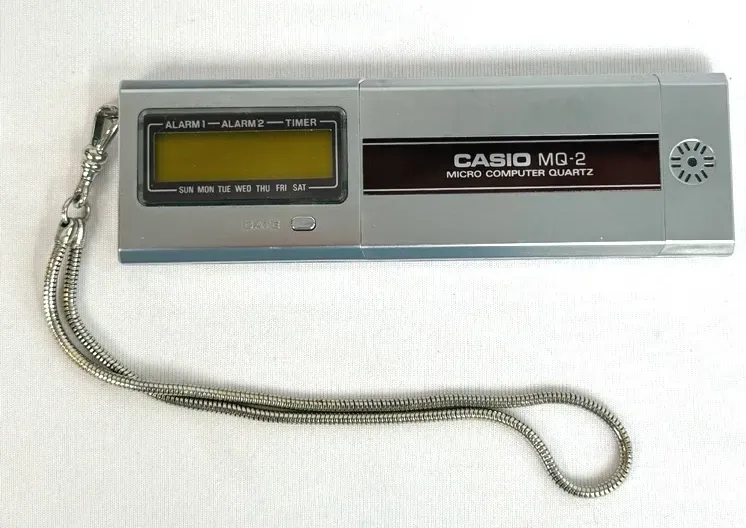 ALARM 1 ALARM 2 TIMER
SUN MON TUE WED THU FRI SAT
CASIO MQ-2
MICRO COMPUTER QUARTZ